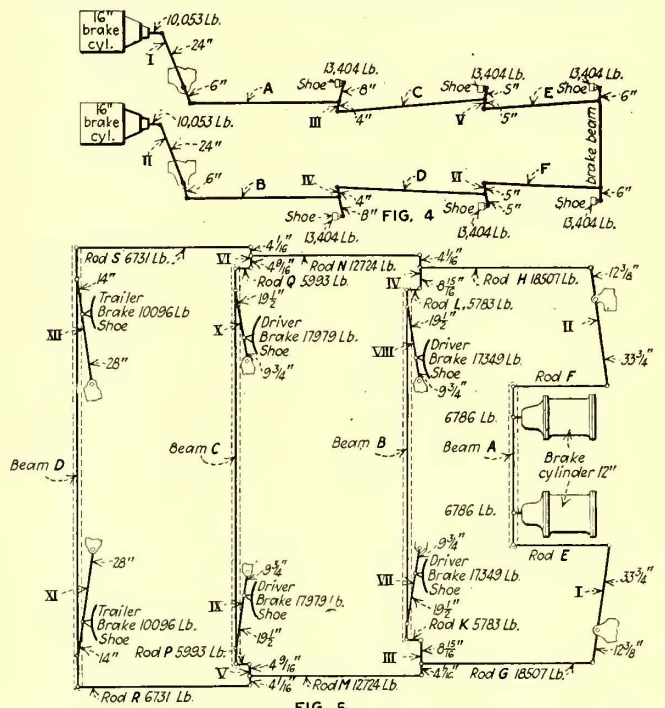 16" brake cyl.
10,053 Lb.
I
24"
6"
A
13,404 Lb.
Shoe
8"
III
4"
C
13,404 Lb.
Shoe
5"
V
5"
E
13,404 Lb.
Shoe
6"
brake beam
16" brake cyl.
10,053 Lb.
II
24"
6"
B
IV
4"
Shoe
8"
13,404 Lb.
D
VI
5"
Shoe
5"
13,404 Lb.
F
6"
Shoe
13,404 Lb.
FIG. 4
Rod S 6731 Lb.
4 1/16"
VI
4 9/16"
Rod N 12724 Lb.
Rod Q 5993 Lb.
4 1/16"
IV
8 15/16"
Rod H 18507 Lb.
Rod L 5783 Lb.
12 3/8"
14"
Trailer
Brake 10096 Lb.
Shoe
XII
28"
19 1/2"
X
Driver
Brake 17979 Lb.
Shoe
9 3/4"
19 1/2"
VIII
Driver
Brake 17349 Lb.
Shoe
9 3/4"
II
33 3/4"
Rod F
6786 Lb.
Beam D
Beam C
Beam B
Beam A
Brake
cylinder 12"
6786 Lb.
Rod E
28"
XI
Trailer
Brake 10096 Lb.
Shoe
14"
9 3/4"
Driver
Brake 17979 Lb.
Shoe
IX
19 1/2"
9 3/4"
Driver
Brake 17349 Lb.
Shoe
VII
19 1/2"
33 3/4"
I
12 3/8"
Rod P 5993 Lb.
4 9/16"
V
4 1/16"
Rod K 5783 Lb.
III
8 15/16"
4 1/16"
Rod G 18507 Lb.
Rod R 6731 Lb.
Rod M 12724 Lb.
FIG. 5